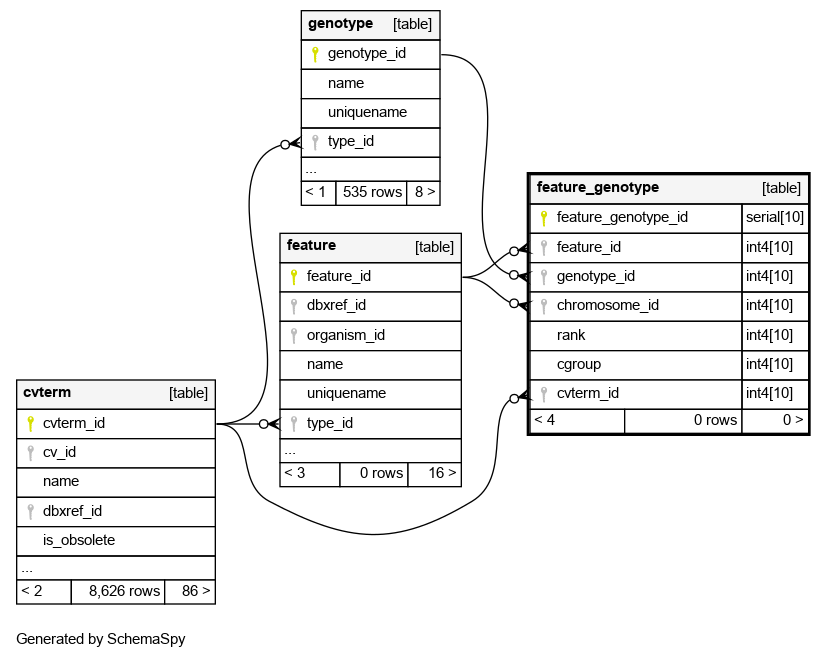 genotype [table]
genotype_id
name
uniquename
type_id
...
< 1 535 rows 8 >
feature_genotype [table]
feature_genotype_id serial[10]
feature_id int4[10]
genotype_id int4[10]
chromosome_id int4[10]
rank int4[10]
cgroup int4[10]
cvterm_id int4[10]
< 4 0 rows 0 >
feature [table]
feature_id
dbxref_id
organism_id
name
uniquename
type_id
...
< 3 0 rows 16 >
cvterm [table]
cvterm_id
cv_id
name
dbxref_id
is_obsolete
...
< 2 8,626 rows 86 >
Generated by SchemaSpy